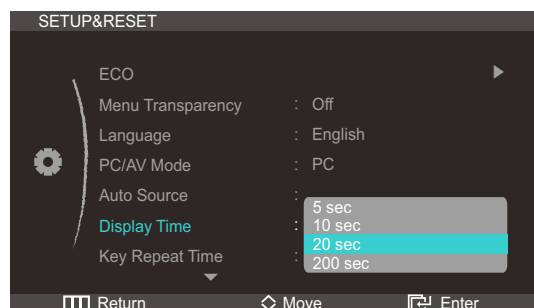 SETUP&RESET
ECO
Menu Transparency : Off
Language : English
PC/AV Mode : PC
Auto Source :
5 sec
Display Time : 10 sec
20 sec
Key Repeat Time : 200 sec
Return Move Enter